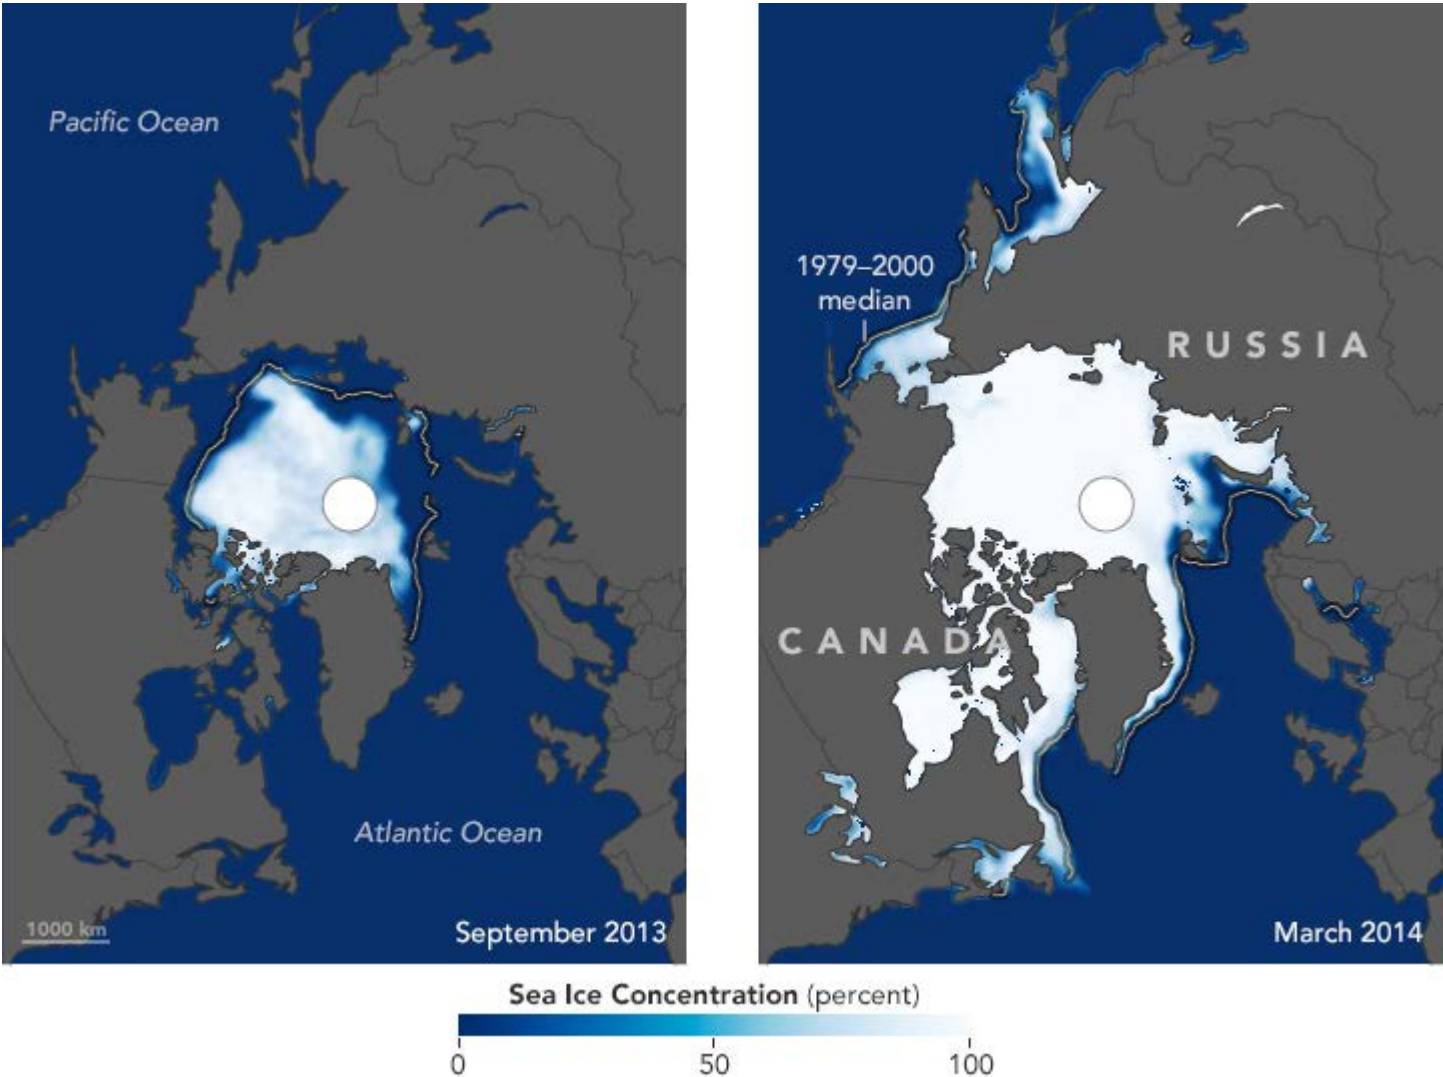 Pacific Ocean
Atlantic Ocean
1000 km
September 2013
1979–2000
median
RUSSIA
CANADA
March 2014
Sea Ice Concentration (percent)
0
50
100